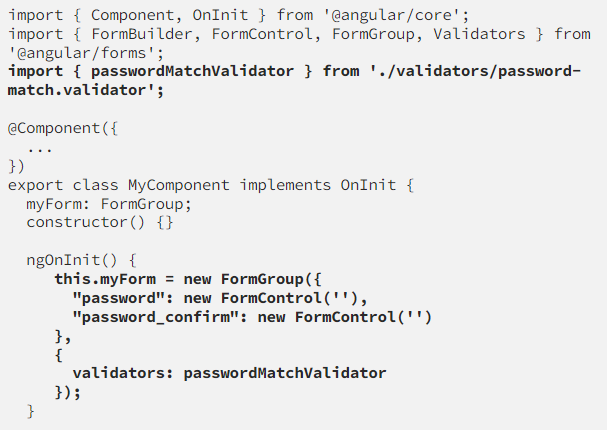 import { Component, OnInit } from '@angular/core';
import { FormBuilder, FormControl, FormGroup, Validators } from
'@angular/forms';
import { passwordMatchValidator } from './validators/password-
match.validator';

@Component({
  ...
})
export class MyComponent implements OnInit {
  myForm: FormGroup;
  constructor() {}

  ngOnInit() {
     this.myForm = new FormGroup({
       "password": new FormControl(''),
       "password_confirm": new FormControl('')
     },
     {
       validators: passwordMatchValidator
     });
  }